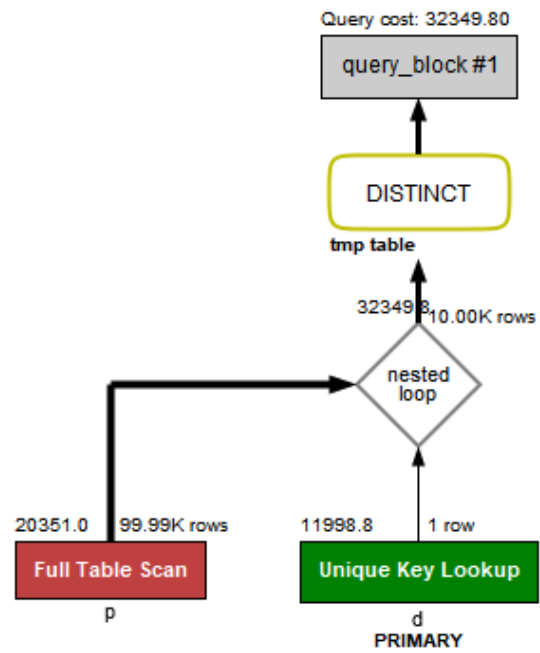 Query cost: 32349.80
query_block #1
DISTINCT
tmp table
32349.8
10.00K rows
nested
loop
20351.0
99.99K rows
11998.8
1 row
Full Table Scan
Unique Key Lookup
p
d
PRIMARY